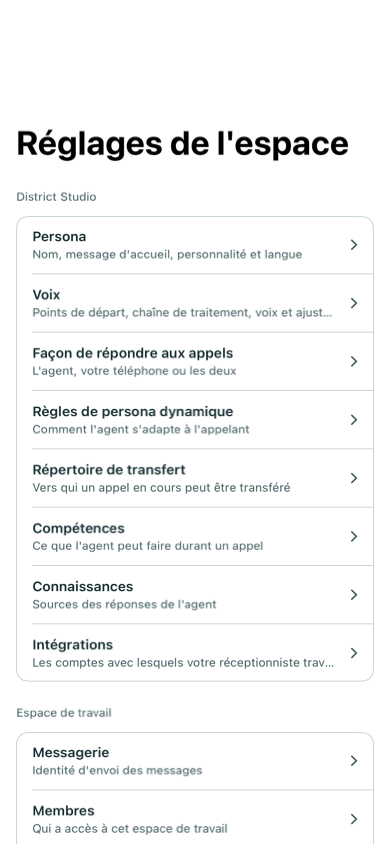 Réglages de l'espace
District Studio
Persona
Nom, message d'accueil, personnalité et langue
Voix
Points de départ, chaîne de traitement, voix et ajust...
Façon de répondre aux appels
L'agent, votre téléphone ou les deux
Règles de persona dynamique
Comment l'agent s'adapte à l'appelant
Répertoire de transfert
Vers qui un appel en cours peut être transféré
Compétences
Ce que l'agent peut faire durant un appel
Connaissances
Sources des réponses de l'agent
Intégrations
Les comptes avec lesquels votre réceptionniste trav...
Espace de travail
Messagerie
Identité d'envoi des messages
Membres
Qui a accès à cet espace de travail